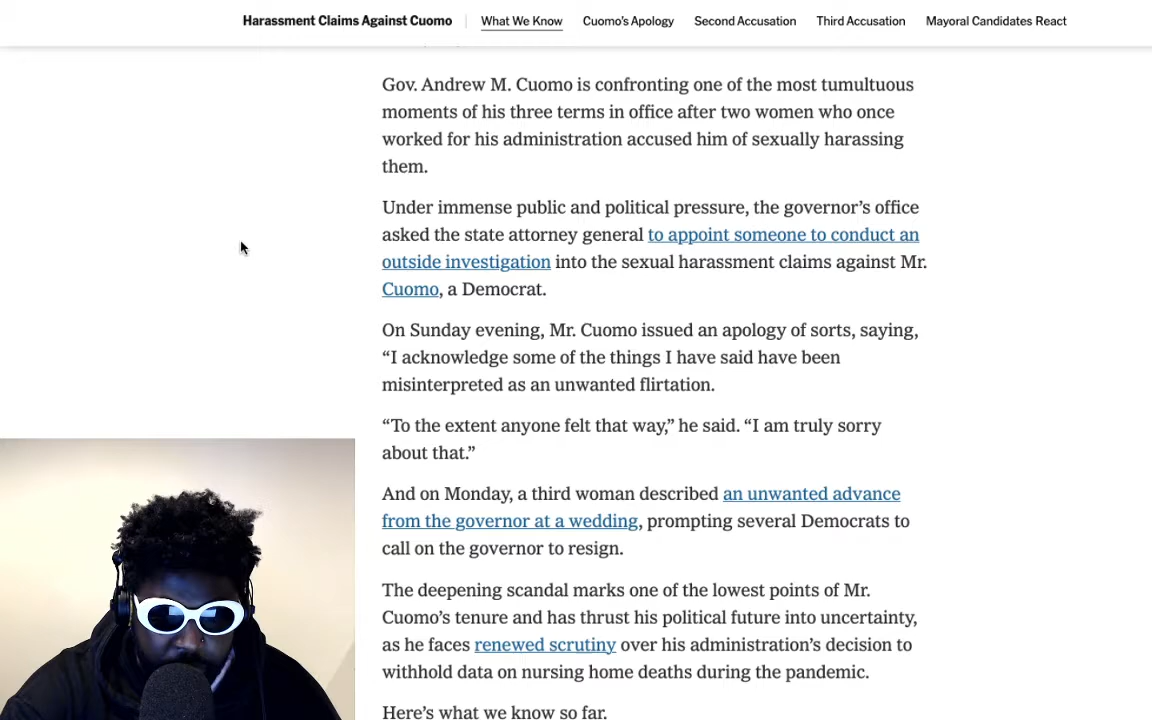 Harassment Claims Against Cuomo What We Know Cuomo's Apology Second Accusation Third Accusation Mayoral Candidates React
Gov. Andrew M. Cuomo is confronting one of the most tumultuous
moments of his three terms in office after two women who once
worked for his administration accused him of sexually harassing
them.
Under immense public and political pressure, the governor’s office
asked the state attorney general to appoint someone to conduct an
outside investigation into the sexual harassment claims against Mr.
Cuomo, a Democrat.
On Sunday evening, Mr. Cuomo issued an apology of sorts, saying,
“I acknowledge some of the things I have said have been
misinterpreted as an unwanted flirtation.
“To the extent anyone felt that way,” he said. “I am truly sorry
about that.”
And on Monday, a third woman described an unwanted advance
from the governor at a wedding, prompting several Democrats to
call on the governor to resign.
The deepening scandal marks one of the lowest points of Mr.
Cuomo’s tenure and has thrust his political future into uncertainty,
as he faces renewed scrutiny over his administration’s decision to
withhold data on nursing home deaths during the pandemic.
Here’s what we know so far.